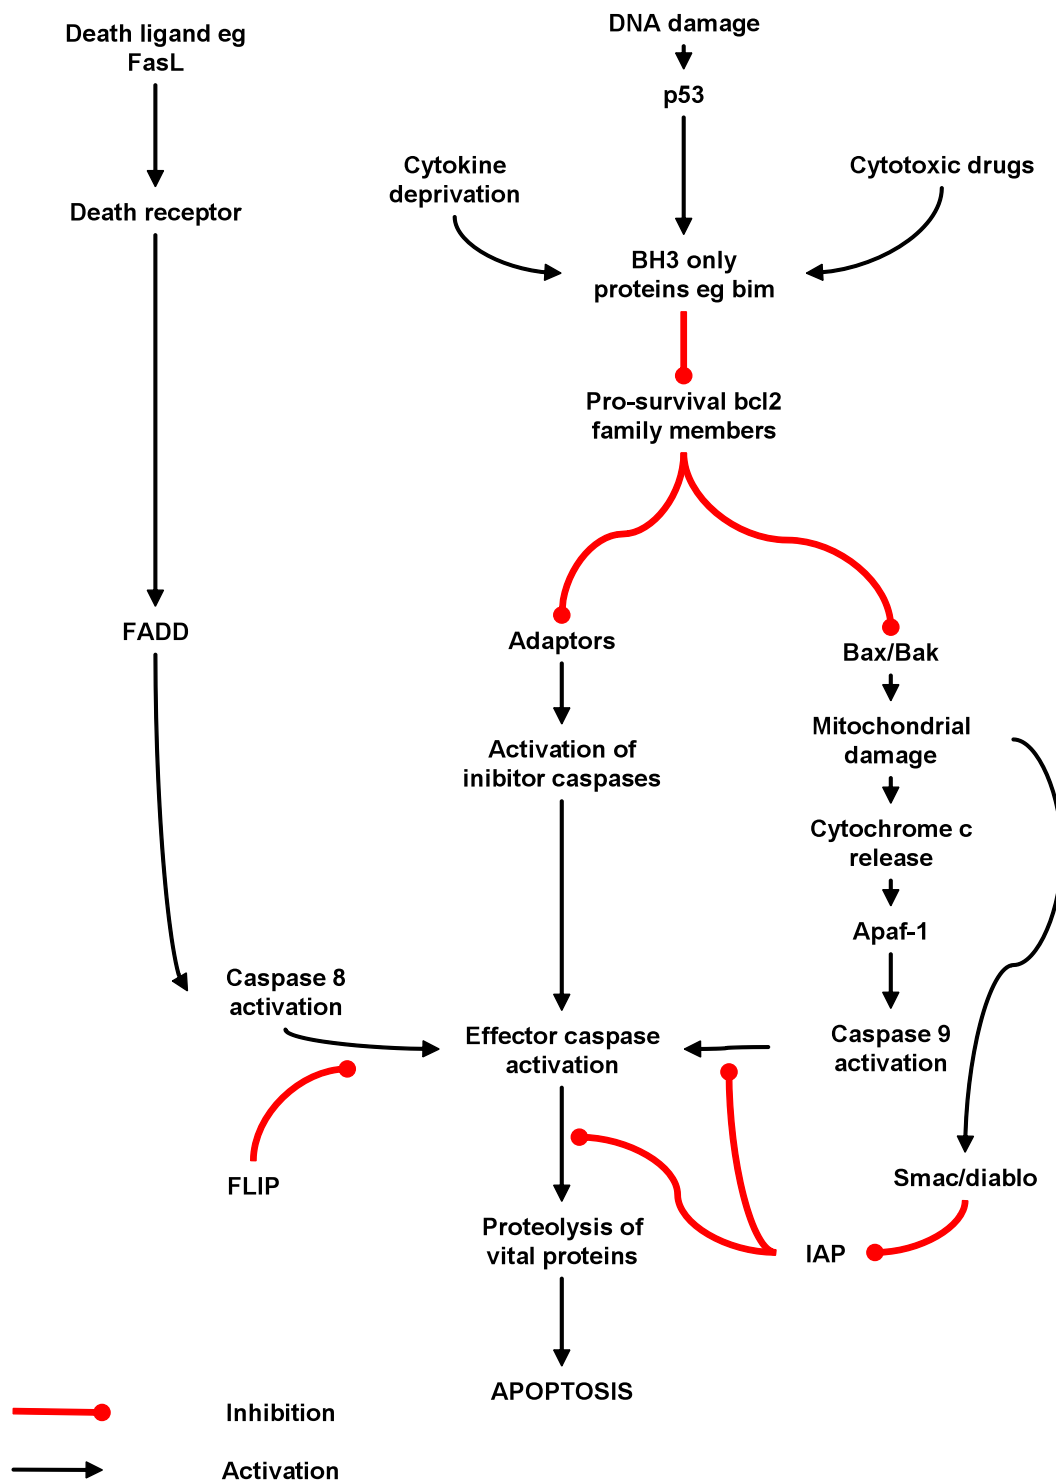 Death ligand eg
FasL
DNA damage
p53
Cytokine
deprivation
Cytotoxic drugs
Death receptor
BH3 only
proteins eg bim
Pro-survival bcl2
family members
FADD
Adaptors
Bax/Bak
Mitochondrial
damage
Activation of
inibitor caspases
Cytochrome c
release
Apaf-1
Caspase 8
activation
Effector caspase
activation
Caspase 9
activation
FLIP
Smac/diablo
Proteolysis of
vital proteins
IAP
APOPTOSIS
Inhibition
Activation